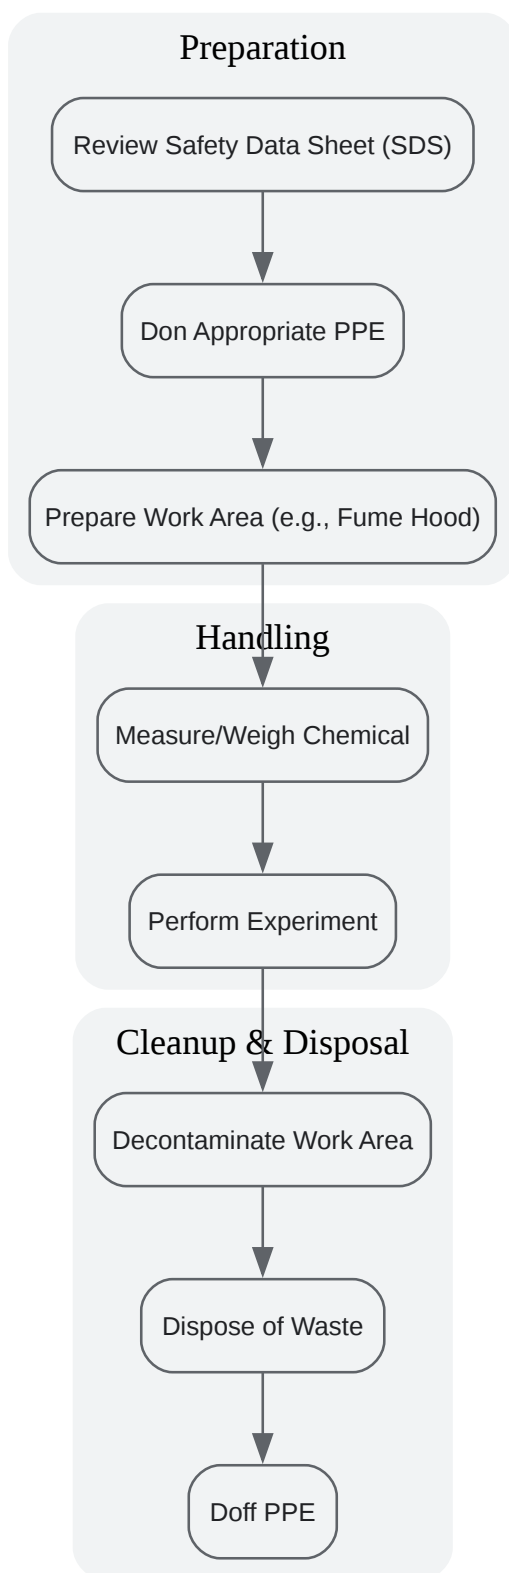 Preparation
Review Safety Data Sheet (SDS)
Don Appropriate PPE
Prepare Work Area (e.g., Fume Hood)
Handling
Measure/Weigh Chemical
Perform Experiment
Cleanup & Disposal
Decontaminate Work Area
Dispose of Waste
Doff PPE